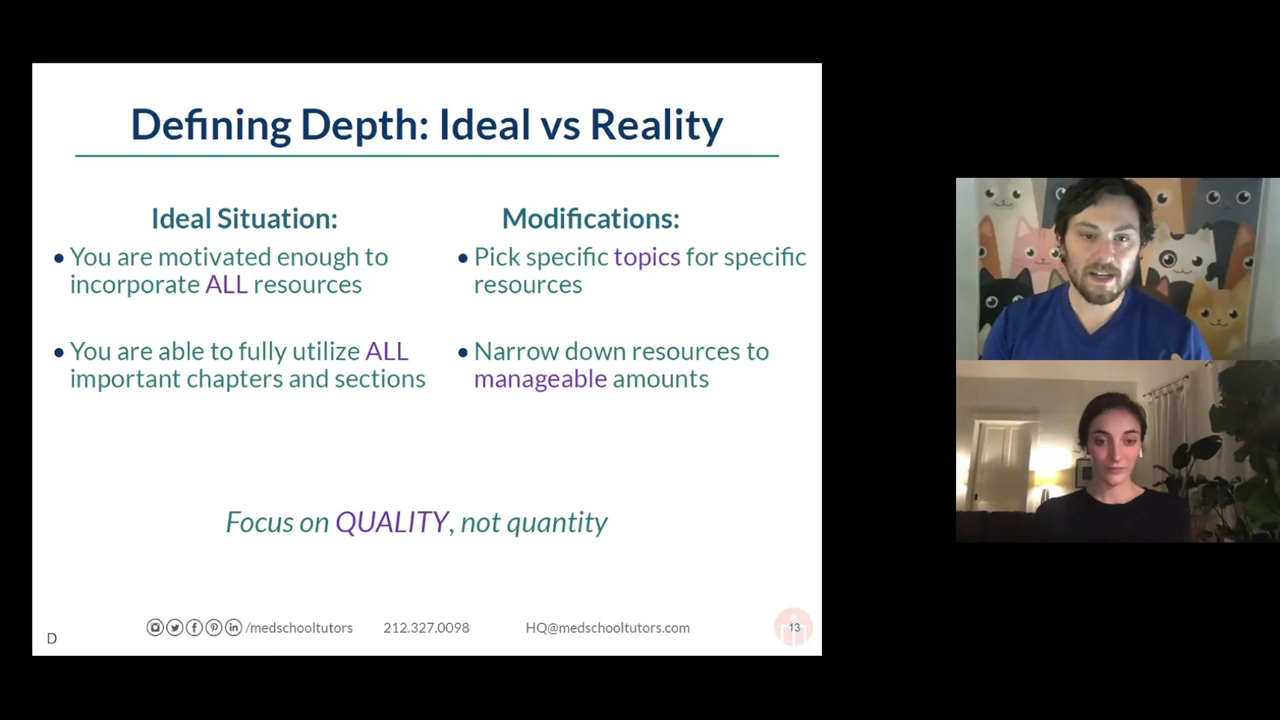 Defining Depth: Ideal vs Reality
Ideal Situation:
• You are motivated enough to
incorporate ALL resources
• You are able to fully utilize ALL
important chapters and sections
Modifications:
• Pick specific topics for specific
resources
• Narrow down resources to
manageable amounts
Focus on QUALITY, not quantity
D
/medschooltutors
212.327.0098
HQ@medschooltutors.com
13